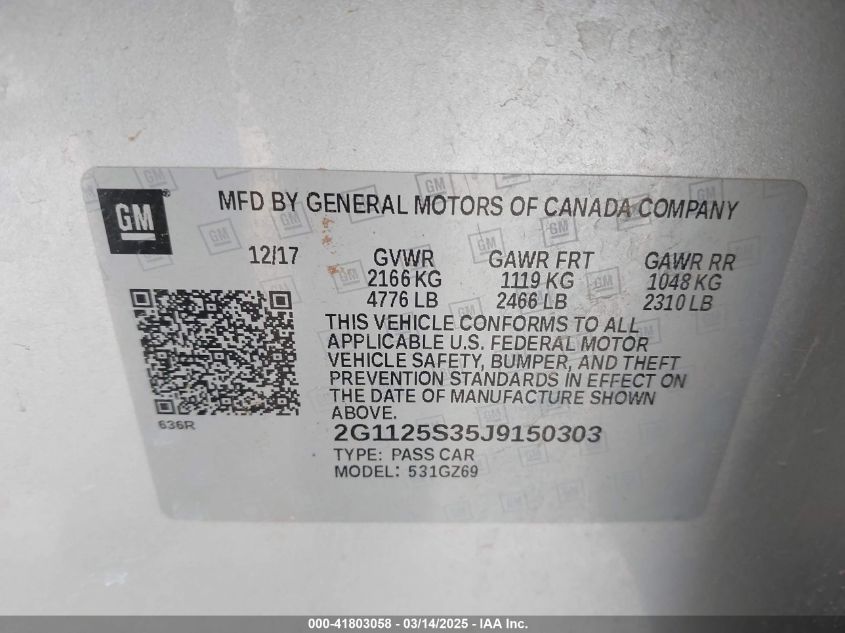 GM
MFD BY GENERAL MOTORS OF CANADA COMPANY
12/17 GVWR GAWR FRT GAWR RR
2166 KG 1119 KG 1048 KG
4776 LB 2466 LB 2310 LB
THIS VEHICLE CONFORMS TO ALL
APPLICABLE U.S. FEDERAL MOTOR
VEHICLE SAFETY, BUMPER, AND THEFT
PREVENTION STANDARDS IN EFFECT ON
THE DATE OF MANUFACTURE SHOWN
ABOVE.
636R
2G1125S35J9150303
TYPE: PASS CAR
MODEL: 531GZ69
000-41803058 - 03/14/2025 - IAA Inc.